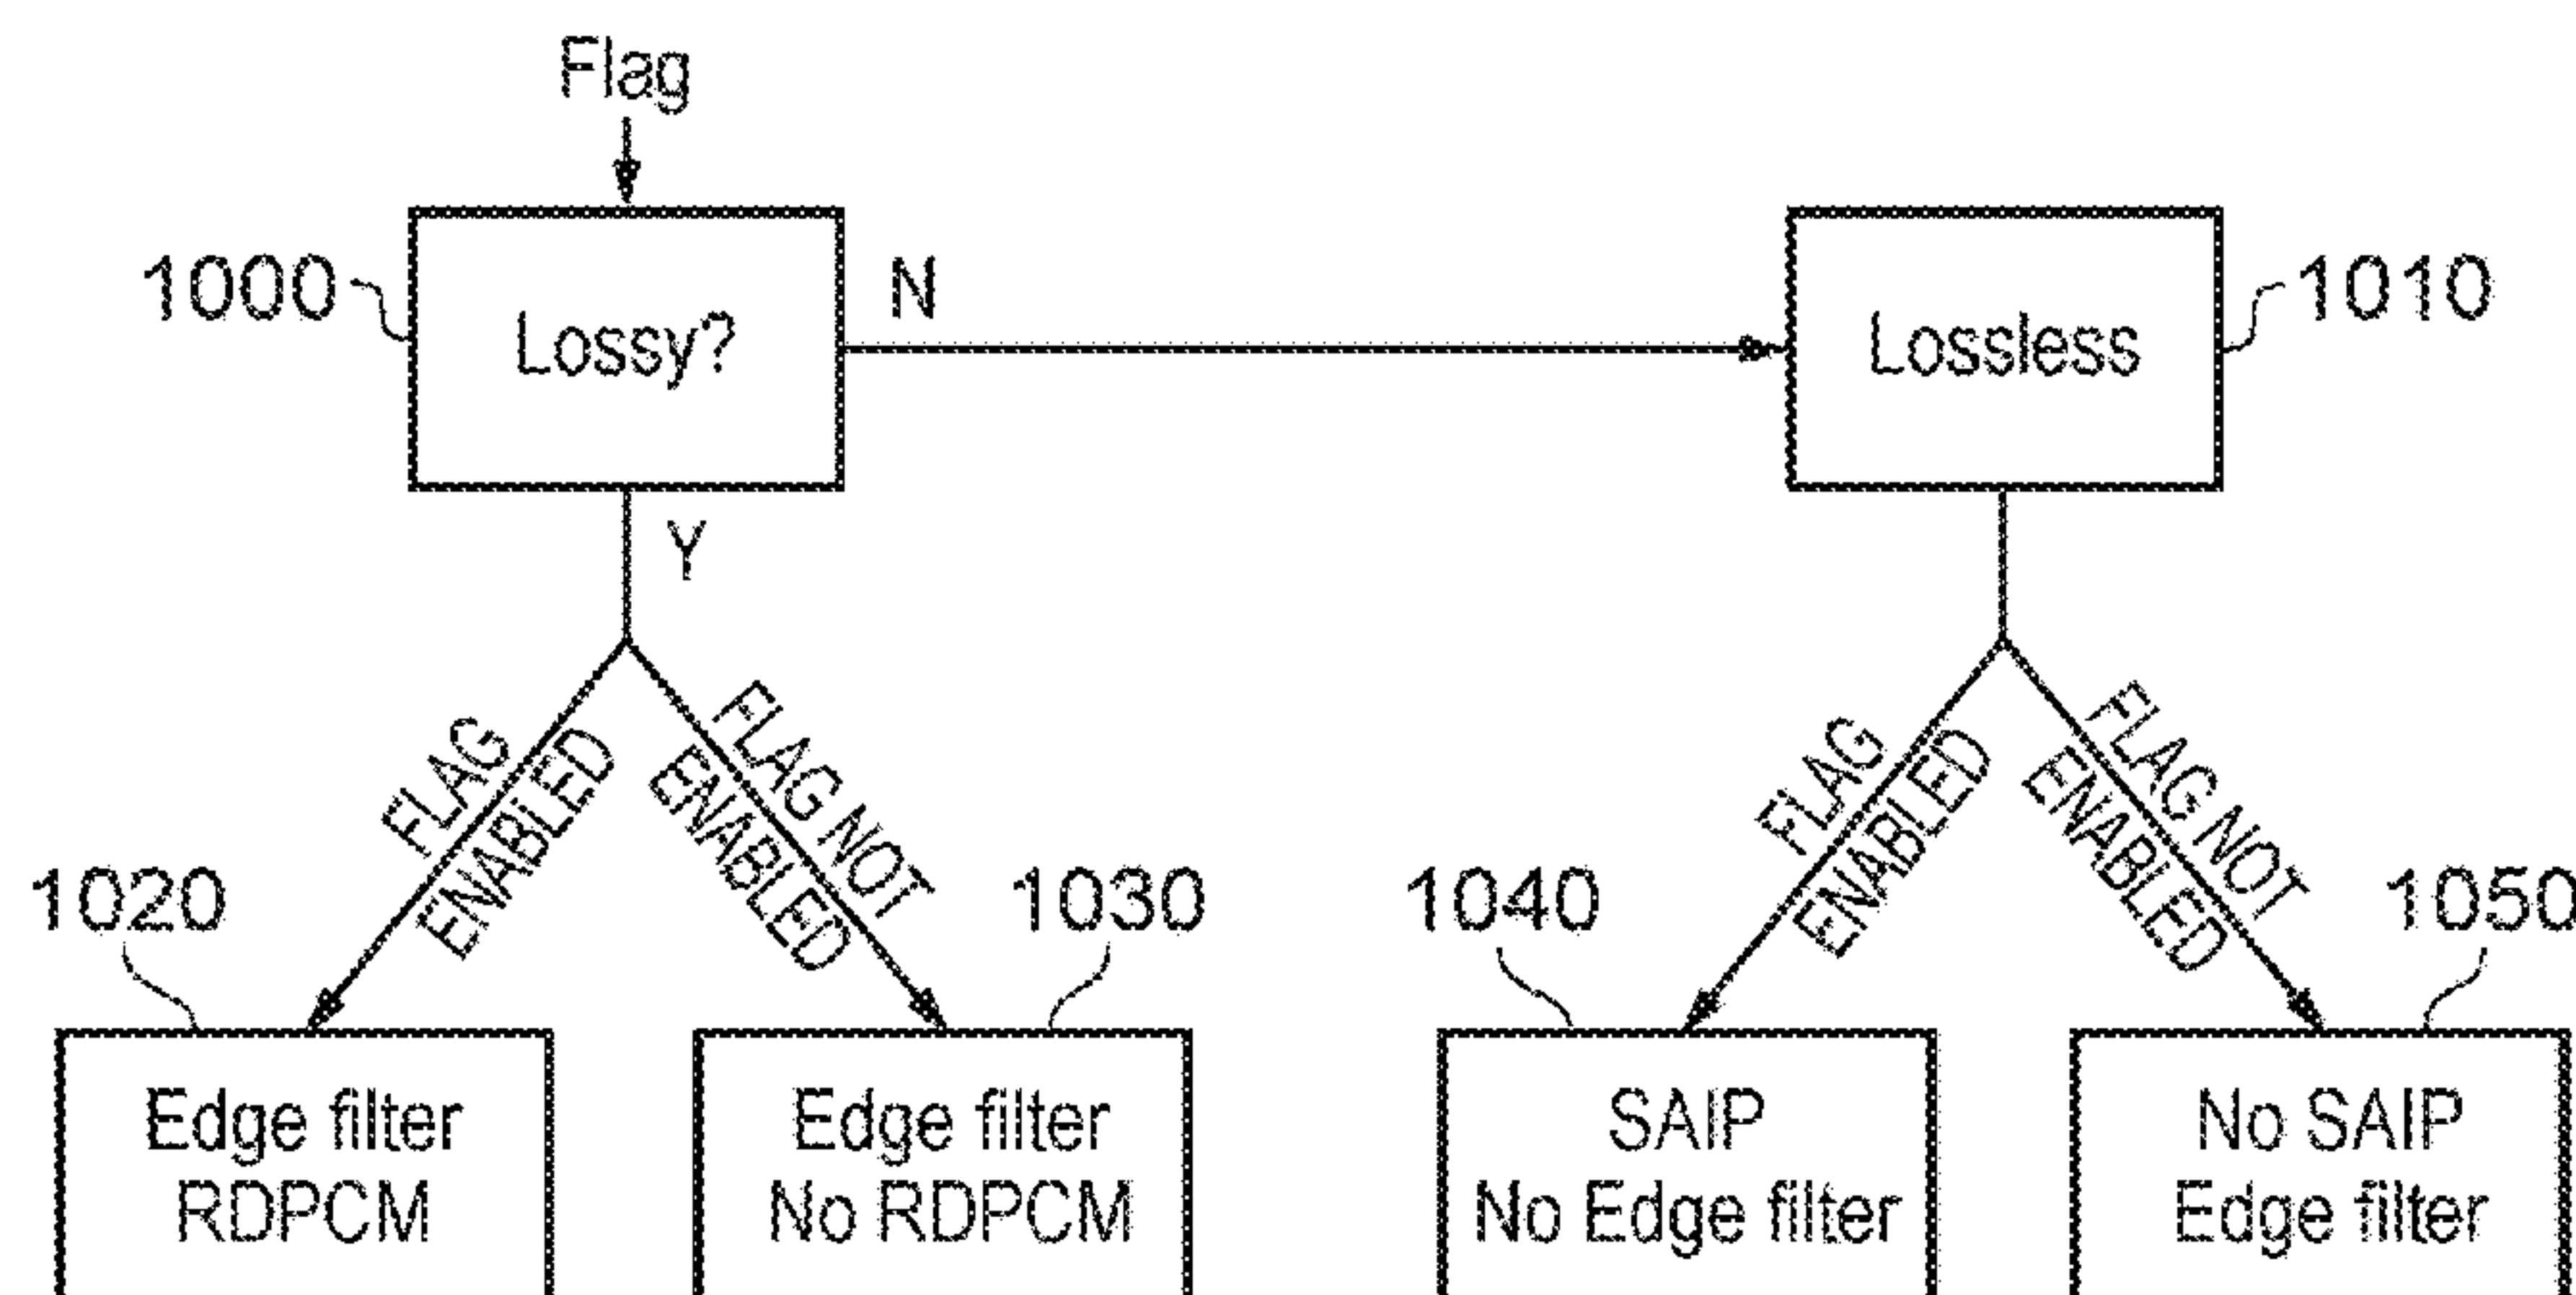 Flag
1000
Lossy?
N
Lossless
1010
Y
FLAG
ENABLED
FLAG NOT
ENABLED
FLAG
ENABLED
FLAG NOT
ENABLED
1020
1030
1040
1050
Edge filter
RDPCM
Edge filter
No RDPCM
SAIP
No Edge filter
No SAIP
Edge filter